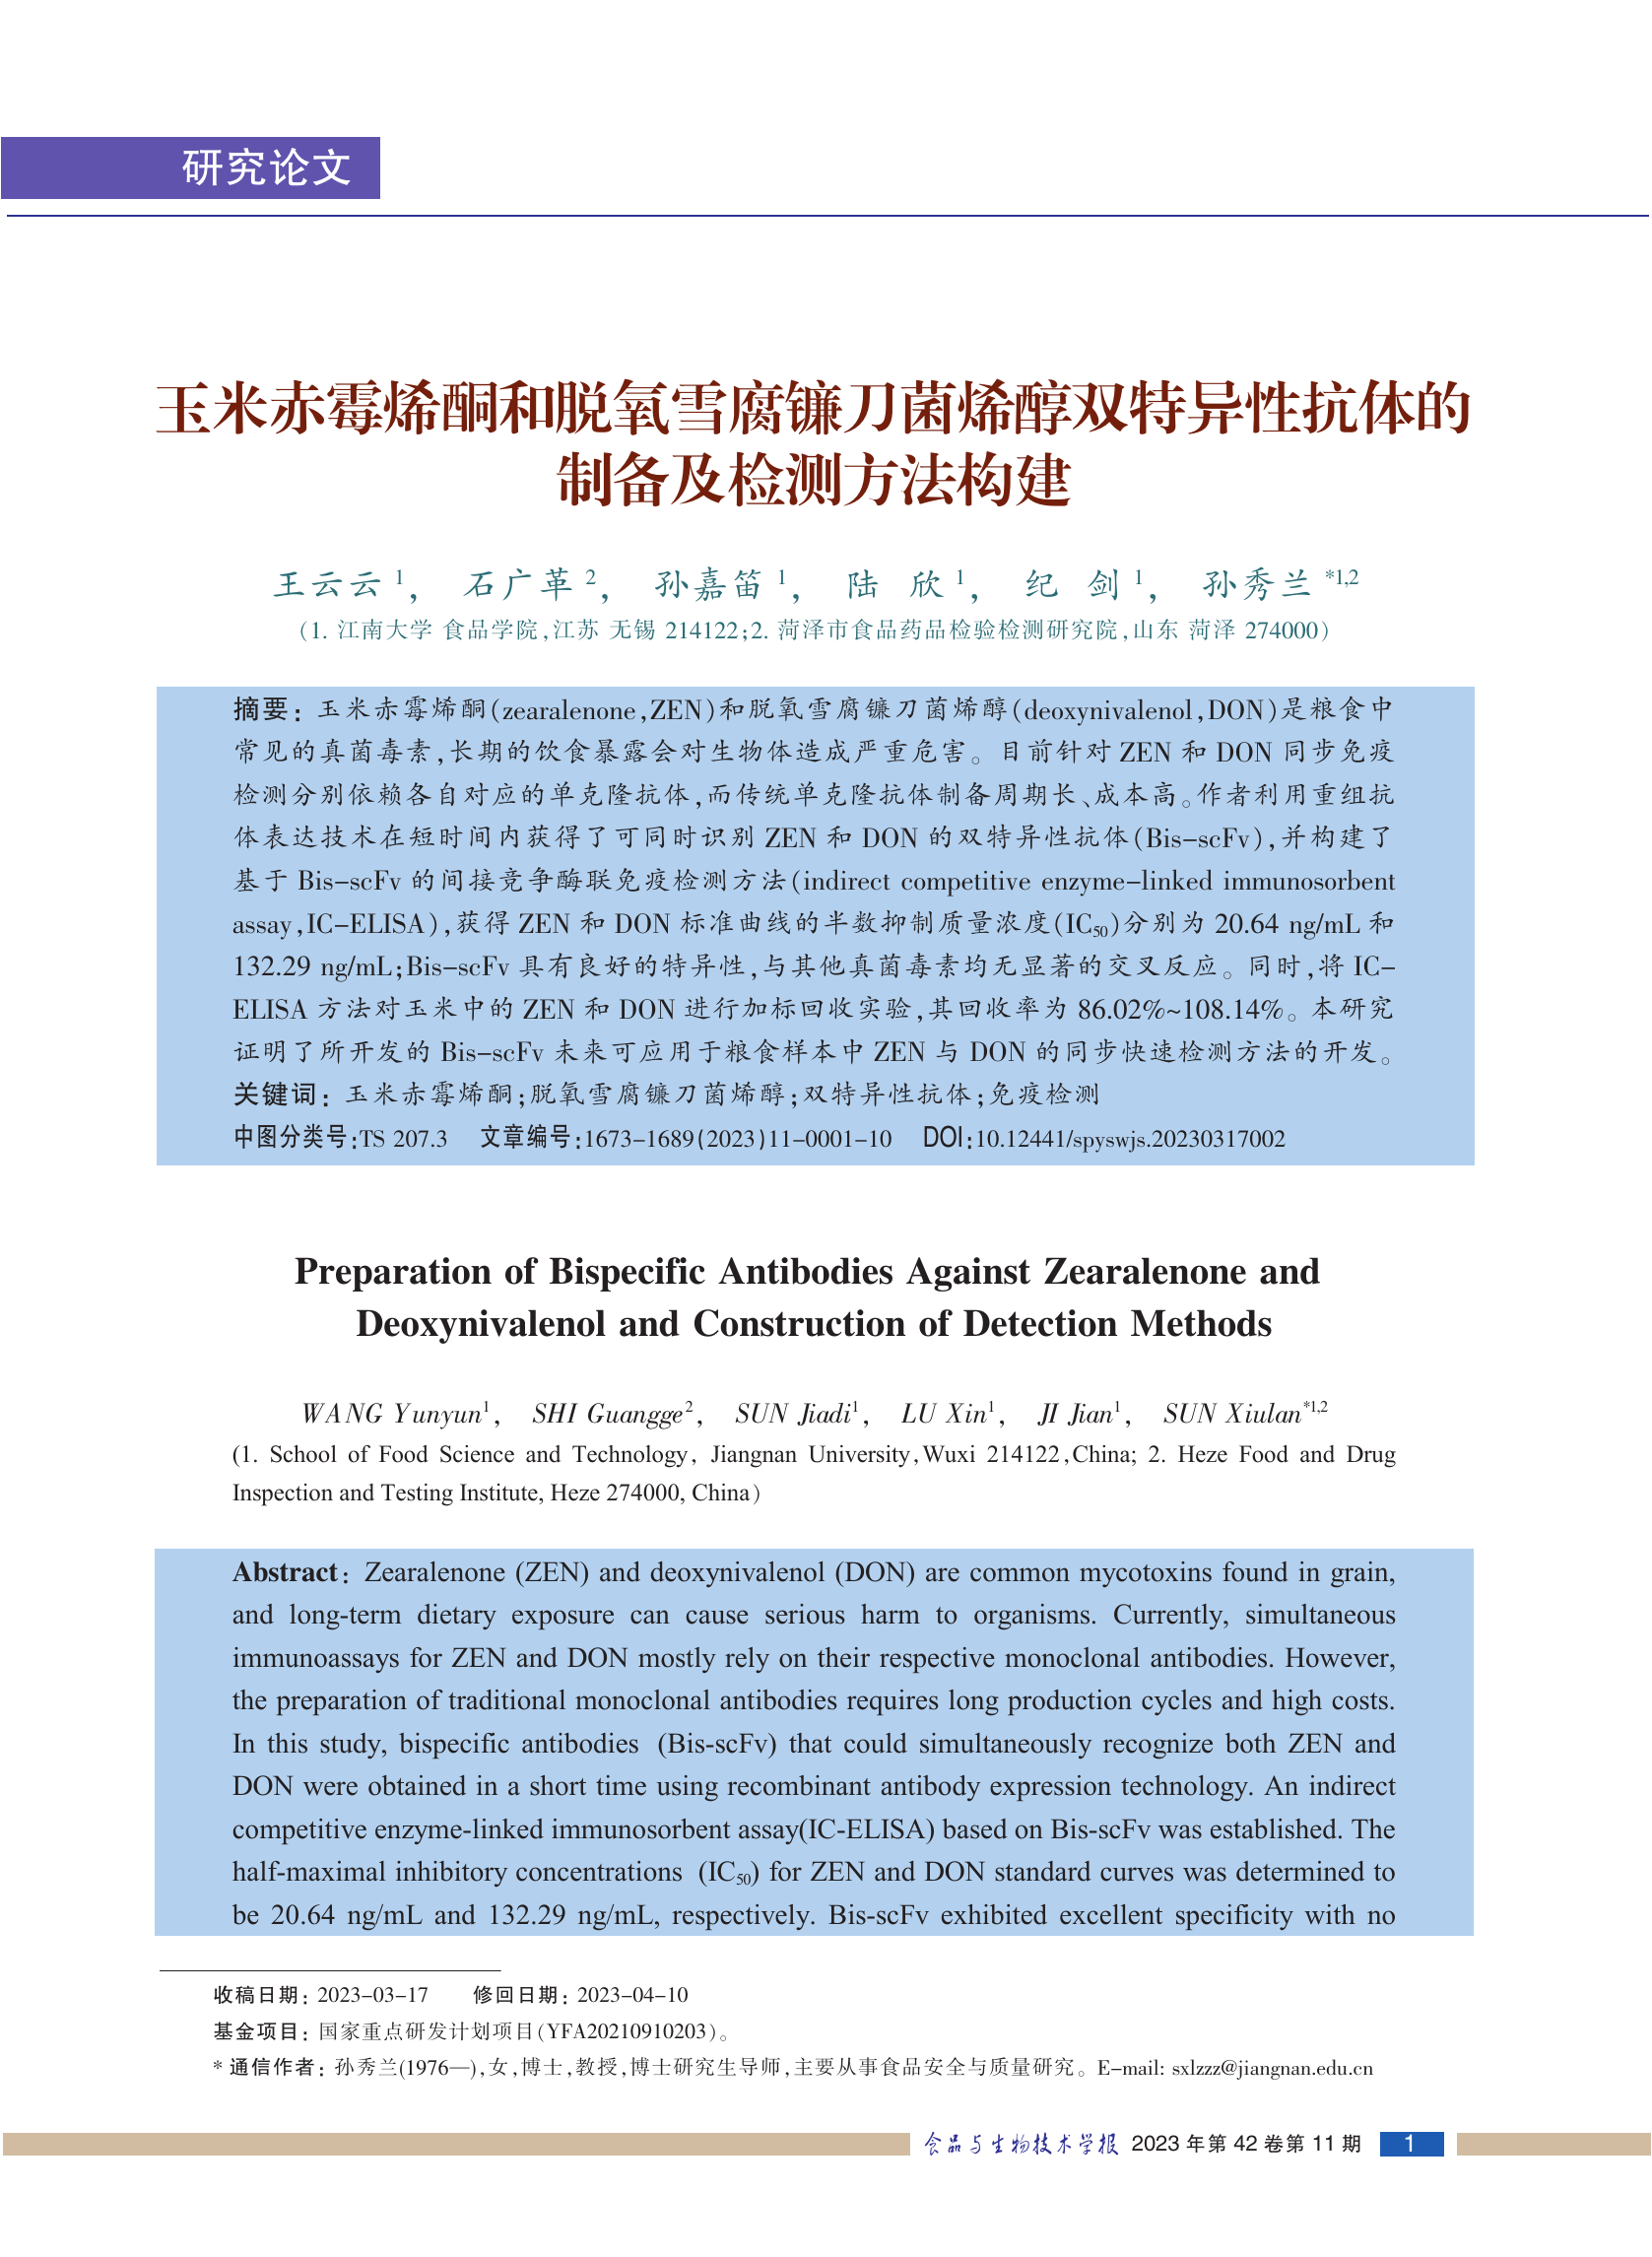 研究论文
玉米赤霉烯酮和脱氧雪腐镰刀菌烯醇双特异性抗体的
制备及检测方法构建
王云云1， 石广革2， 孙嘉笛1， 陆 欣1， 纪 剑1， 孙秀兰*1,2
（1. 江南大学 食品学院,江苏 无锡 214122;2. 菏泽市食品药品检验检测研究院,山东 菏泽 274000）
摘要：玉米赤霉烯酮(zearalenone,ZEN)和脱氧雪腐镰刀菌烯醇(deoxynivalenol,DON)是粮食中
常见的真菌毒素,长期的饮食暴露会对生物体造成严重危害。目前针对 ZEN 和 DON 同步免疫
检测分别依赖各自对应的单克隆抗体,而传统单克隆抗体制备周期长、成本高。作者利用重组抗
体表达技术在短时间内获得了可同时识别 ZEN 和 DON 的双特异性抗体(Bis-scFv),并构建了
基于 Bis-scFv 的间接竞争酶联免疫检测方法(indirect competitive enzyme-linked immunosorbent
assay,IC-ELISA),获得 ZEN 和 DON 标准曲线的半数抑制质量浓度(IC50)分别为 20.64 ng/mL 和
132.29 ng/mL;Bis-scFv 具有良好的特异性,与其他真菌毒素均无显著的交叉反应。同时,将 IC-
ELISA 方法对玉米中的 ZEN 和 DON 进行加标回收实验,其回收率为 86.02%~108.14%。本研究
证明了所开发的 Bis-scFv 未来可应用于粮食样本中 ZEN 与 DON 的同步快速检测方法的开发。
关键词：玉米赤霉烯酮;脱氧雪腐镰刀菌烯醇;双特异性抗体;免疫检测
中图分类号:TS 207.3 文章编号:1673-1689(2023)11-0001-10 DOI:10.12441/spyswjs.20230317002
Preparation of Bispecific Antibodies Against Zearalenone and
Deoxynivalenol and Construction of Detection Methods
WANG Yunyun1, SHI Guangge2, SUN Jiadi1, LU Xin1, JI Jian1, SUN Xiulan*1,2
(1. School of Food Science and Technology, Jiangnan University,Wuxi 214122,China; 2. Heze Food and Drug
Inspection and Testing Institute, Heze 274000, China)
Abstract: Zearalenone (ZEN) and deoxynivalenol (DON) are common mycotoxins found in grain,
and long-term dietary exposure can cause serious harm to organisms. Currently, simultaneous
immunoassays for ZEN and DON mostly rely on their respective monoclonal antibodies. However,
the preparation of traditional monoclonal antibodies requires long production cycles and high costs.
In this study, bispecific antibodies (Bis-scFv) that could simultaneously recognize both ZEN and
DON were obtained in a short time using recombinant antibody expression technology. An indirect
competitive enzyme-linked immunosorbent assay(IC-ELISA) based on Bis-scFv was established. The
half-maximal inhibitory concentrations (IC50) for ZEN and DON standard curves was determined to
be 20.64 ng/mL and 132.29 ng/mL, respectively. Bis-scFv exhibited excellent specificity with no
收稿日期：2023-03-17 修回日期：2023-04-10
基金项目：国家重点研发计划项目(YFA20210910203)。
* 通信作者：孙秀兰(1976—),女,博士,教授,博士研究生导师,主要从事食品安全与质量研究。E-mail: sxlzzz@jiangnan.edu.cn
食品与生物技术学报 2023 年第 42 卷第 11 期 1